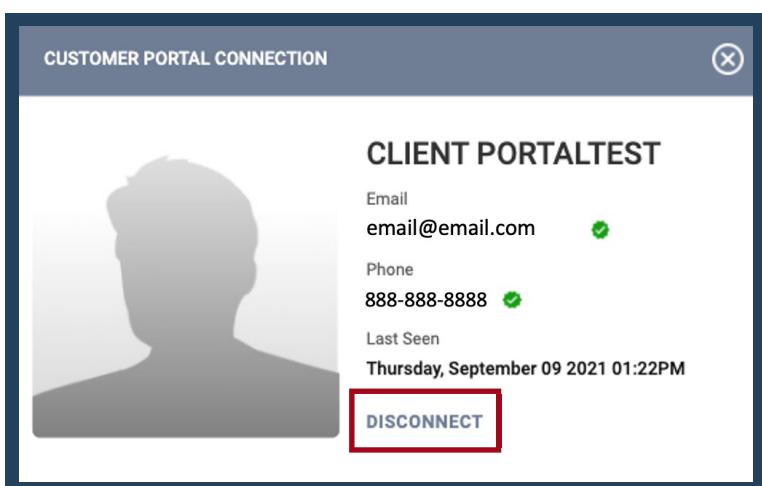 CUSTOMER PORTAL CONNECTION
CLIENT PORTALTEST
Email
email@email.com
Phone
888-888-8888
Last Seen
Thursday, September 09 2021 01:22PM
DISCONNECT